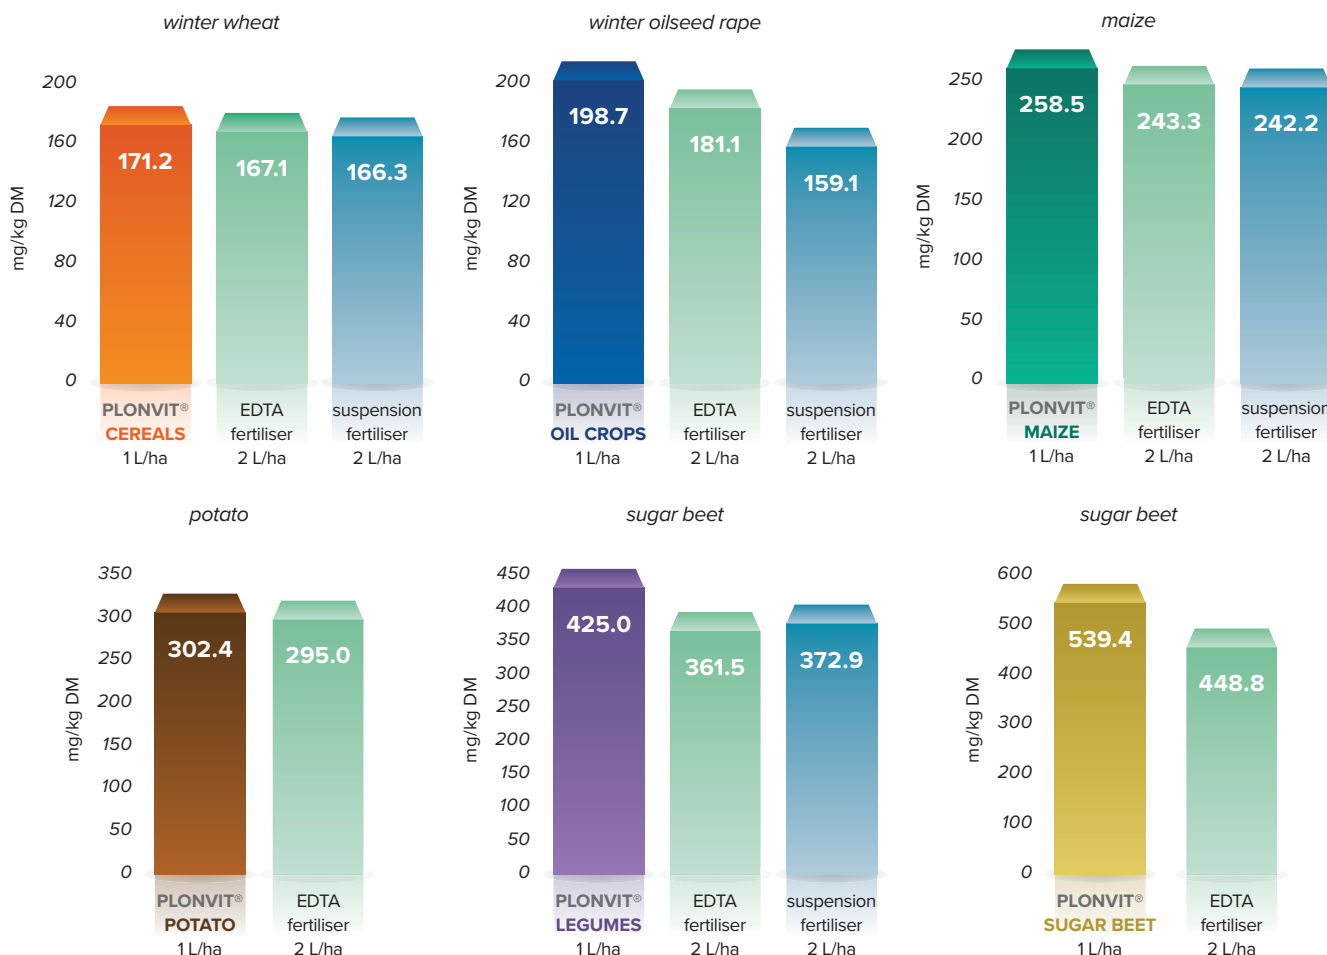 winter wheat
mg/kg DM
200
160
120
80
40
0
171.2
167.1
166.3
PLONVIT®
CEREALS
1 L/ha
EDTA
fertiliser
2 L/ha
suspension
fertiliser
2 L/ha
winter oilseed rape
mg/kg DM
200
160
120
80
40
0
198.7
181.1
159.1
PLONVIT®
OIL CROPS
1 L/ha
EDTA
fertiliser
2 L/ha
suspension
fertiliser
2 L/ha
maize
mg/kg DM
250
200
150
100
50
0
258.5
243.3
242.2
PLONVIT®
MAIZE
1 L/ha
EDTA
fertiliser
2 L/ha
suspension
fertiliser
2 L/ha
potato
mg/kg DM
350
300
250
200
150
100
50
0
302.4
295.0
PLONVIT®
POTATO
1 L/ha
EDTA
fertiliser
2 L/ha
sugar beet
mg/kg DM
450
400
350
300
250
200
150
100
50
0
425.0
361.5
372.9
PLONVIT®
LEGUMES
1 L/ha
EDTA
fertiliser
2 L/ha
suspension
fertiliser
2 L/ha
sugar beet
mg/kg DM
600
500
400
300
200
100
0
539.4
448.8
PLONVIT®
SUGAR BEET
1 L/ha
EDTA
fertiliser
2 L/ha